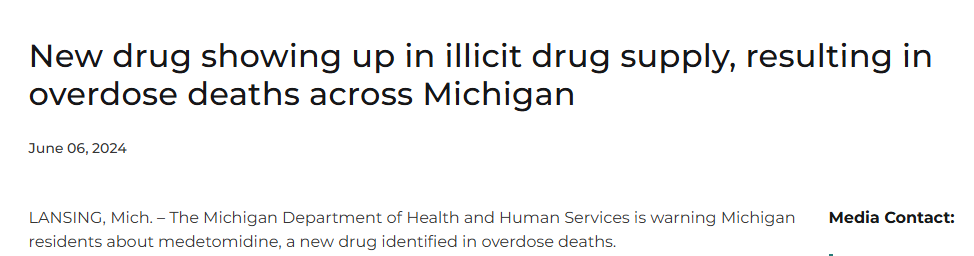 New drug showing up in illicit drug supply, resulting in
overdose deaths across Michigan
June 06, 2024
LANSING, Mich. – The Michigan Department of Health and Human Services is warning Michigan
residents about medetomidine, a new drug identified in overdose deaths.
Media Contact: